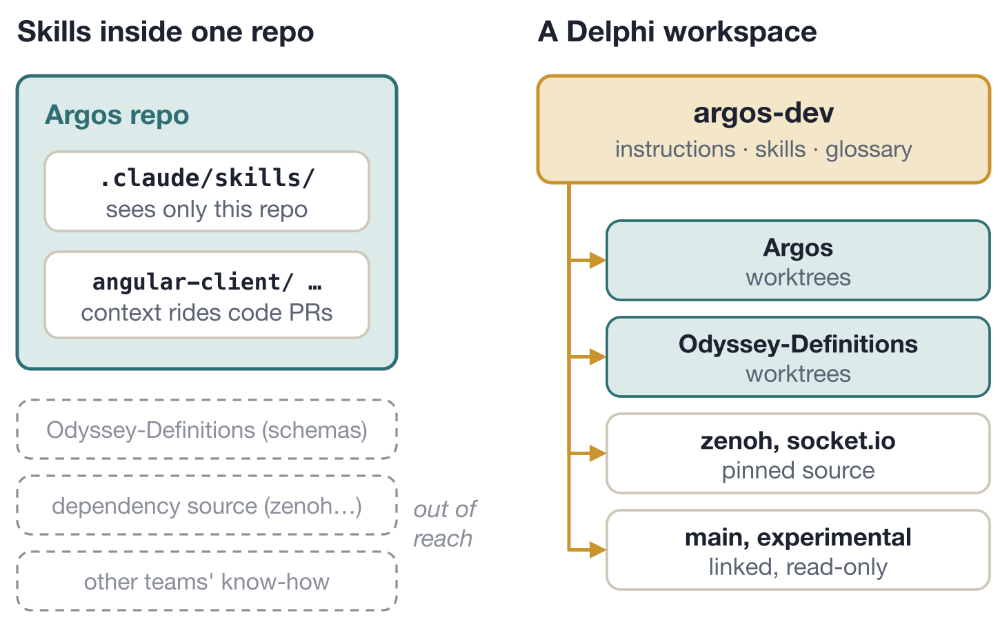 Skills inside one repo
Argos repo
.claude/skills/
sees only this repo
angular-client/ …
context rides code PRs
Odyssey-Definitions (schemas)
dependency source (zenoh…)
other teams' know-how
out of
reach
A Delphi workspace
argos-dev
instructions · skills · glossary
Argos
worktrees
Odyssey-Definitions
worktrees
zenoh, socket.io
pinned source
main, experimental
linked, read-only